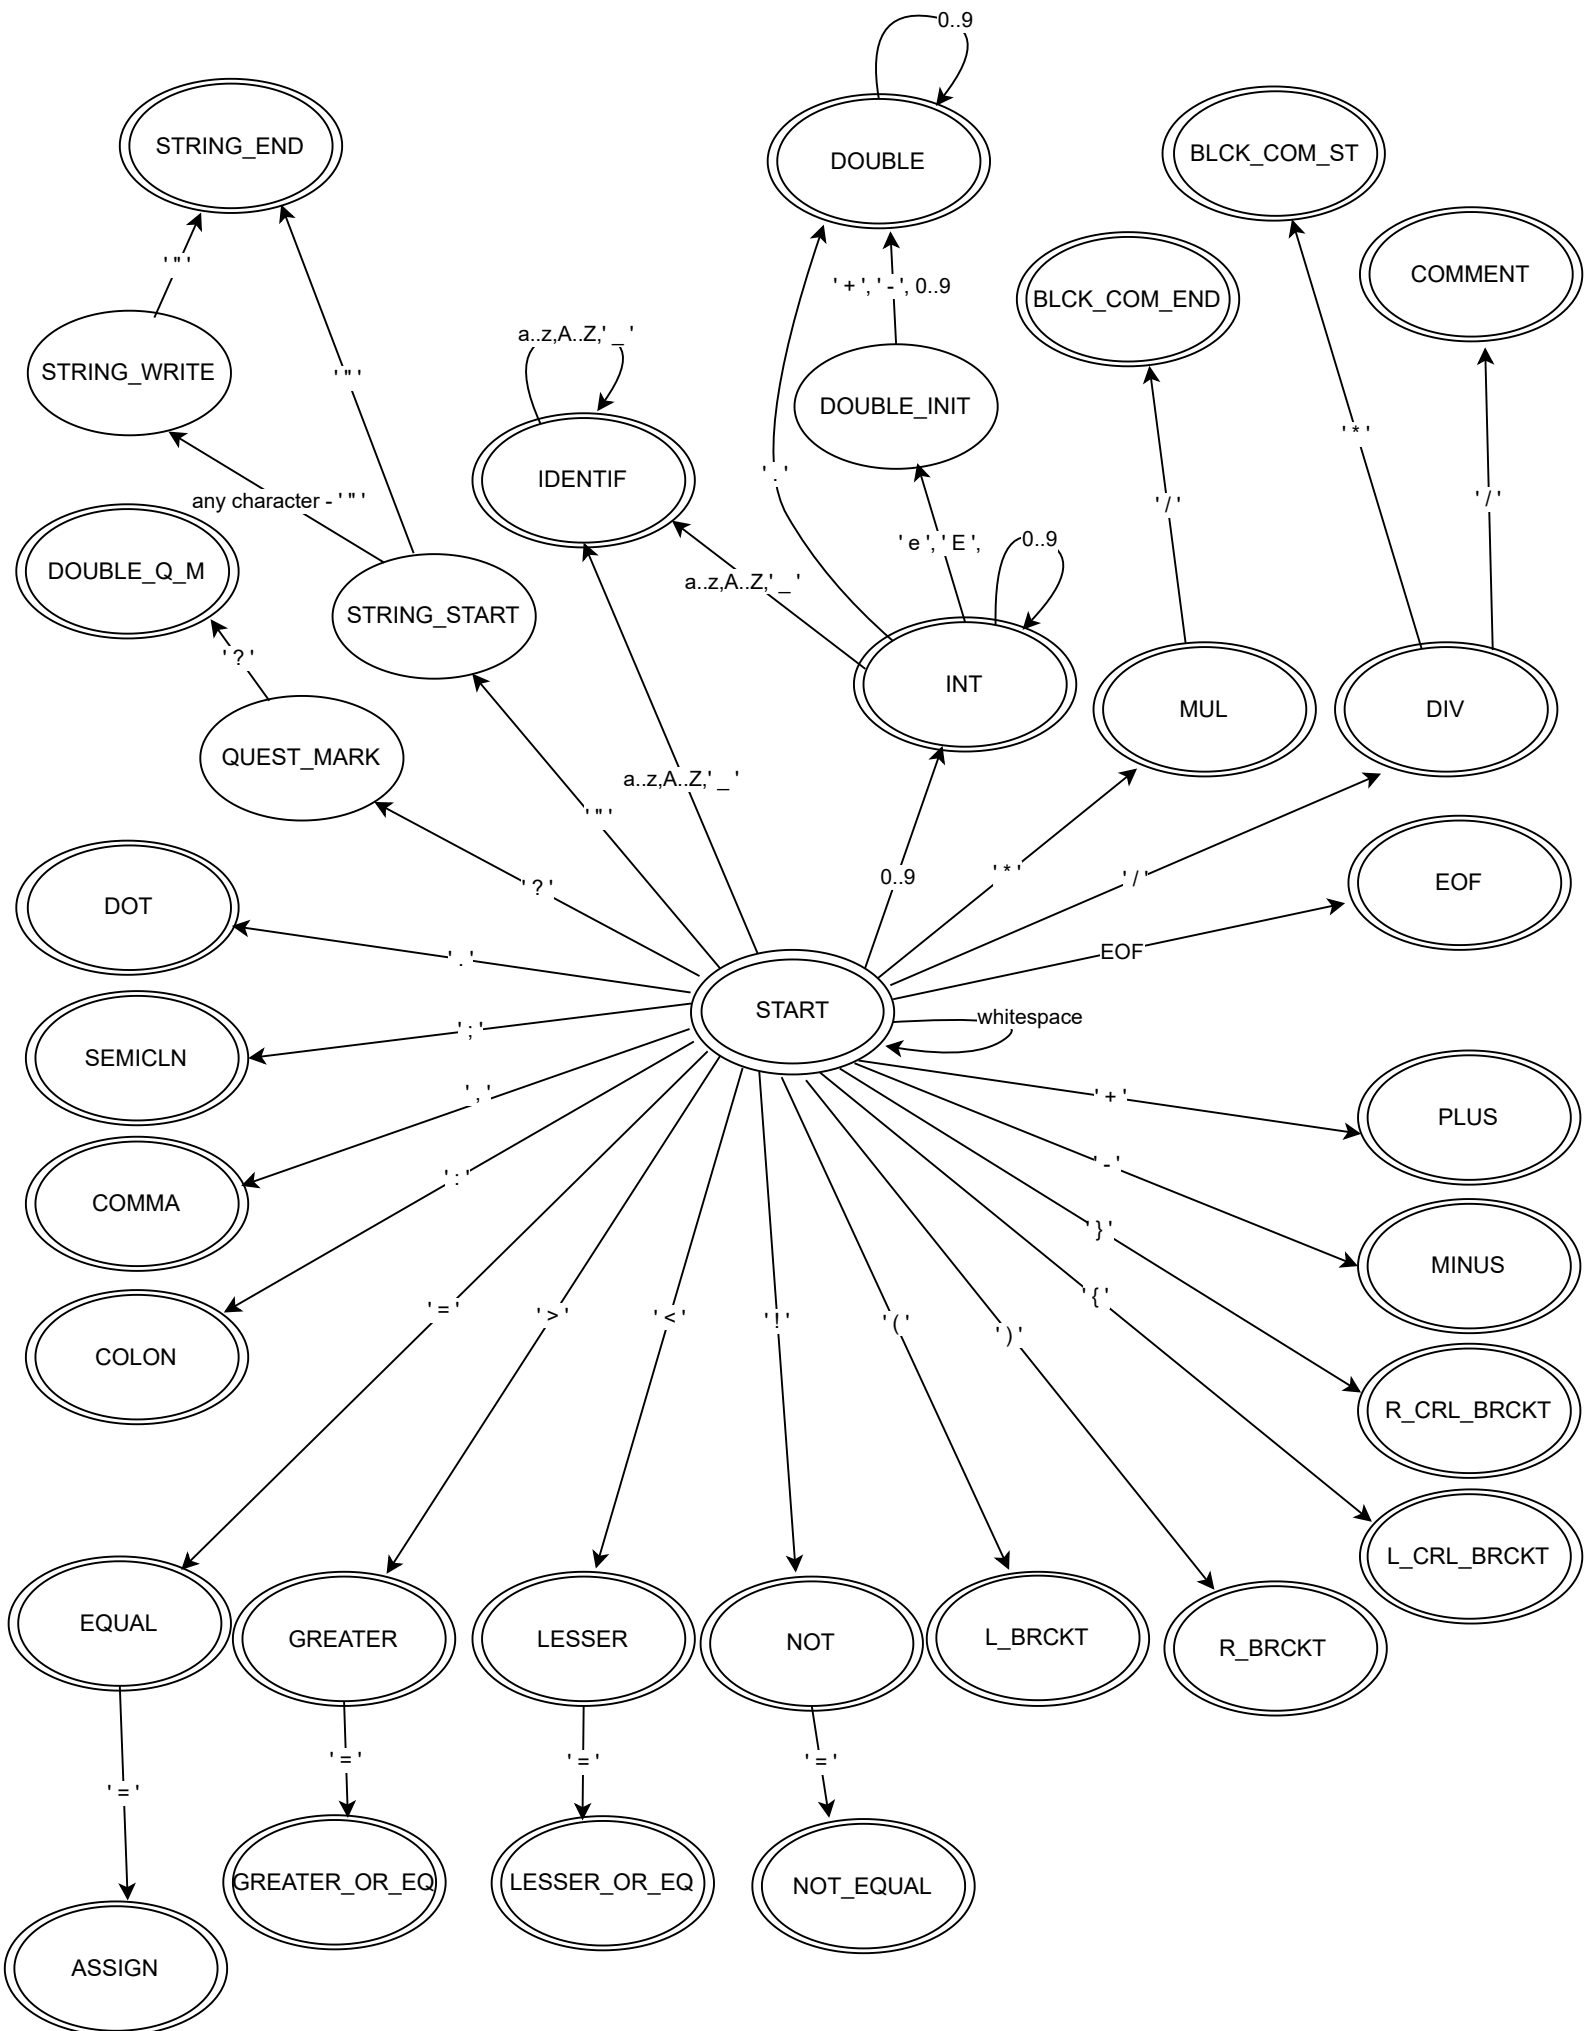 0..9
STRING_END
DOUBLE
BLCK_COM_ST
' " '
COMMENT
' + ', ' - ', 0..9
BLCK_COM_END
a..z,A..Z,' _ '
STRING_WRITE
' " '
DOUBLE_INIT
' * '
IDENTIF
' . '
any character - ' " '
' / '
' / '
' e ', ' E ',
0..9
DOUBLE_Q_M
a..z,A..Z,' _ '
STRING_START
' ? '
INT
MUL
DIV
QUEST_MARK
a..z,A..Z,' _ '
' " '
0..9
' * '
' / '
EOF
' ? '
DOT
' . '
EOF
START
whitespace
' ; '
SEMICLN
' , '
' + '
PLUS
' - '
' : '
COMMA
' } '
MINUS
' { '
' = '
' > '
' < '
' ! '
' ( '
' ) '
COLON
R_CRL_BRCKT
L_CRL_BRCKT
EQUAL
GREATER
LESSER
NOT
L_BRCKT
R_BRCKT
' = '
' = '
' = '
' = '
GREATER_OR_EQ
LESSER_OR_EQ
NOT_EQUAL
ASSIGN